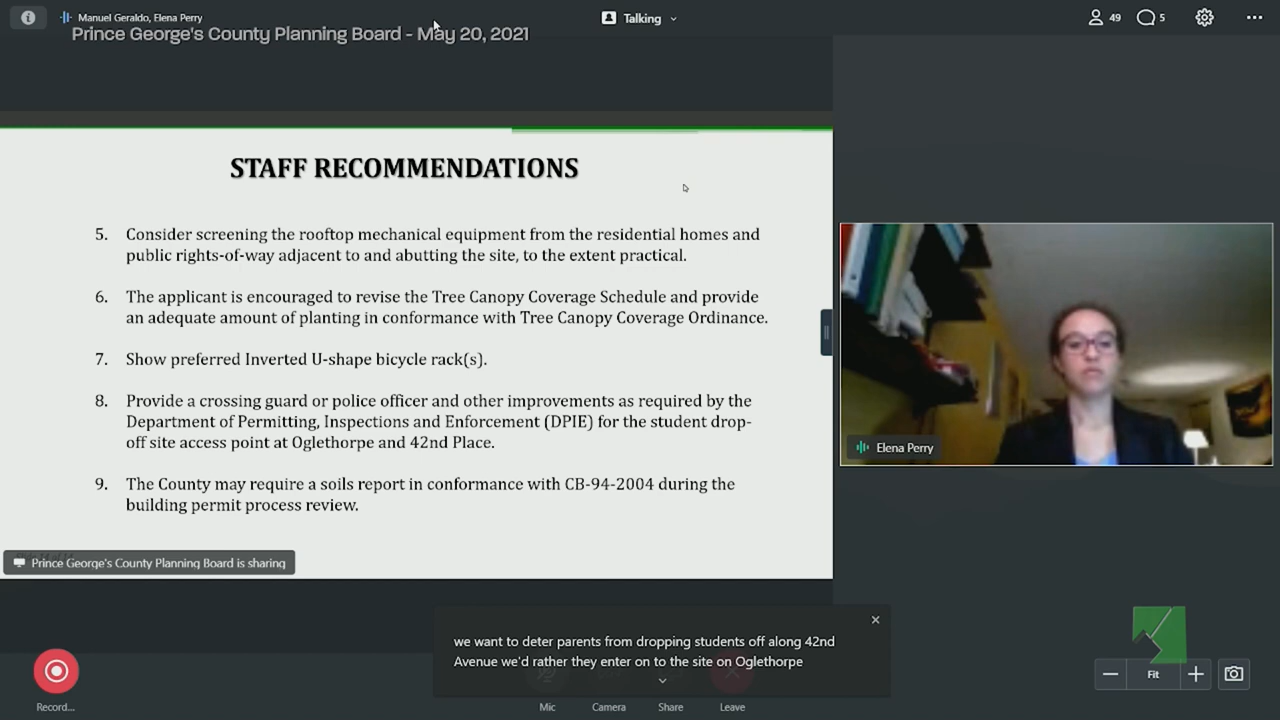 Manuel Geraldo, Elena Perry
Talking
49
5
Prince George's County Planning Board - May 20, 2021
STAFF RECOMMENDATIONS
5. Consider screening the rooftop mechanical equipment from the residential homes and
public rights-of-way adjacent to and abutting the site, to the extent practical.
6. The applicant is encouraged to revise the Tree Canopy Coverage Schedule and provide
an adequate amount of planting in conformance with Tree Canopy Coverage Ordinance.
7. Show preferred Inverted U-shape bicycle rack(s).
8. Provide a crossing guard or police officer and other improvements as required by the
Department of Permitting, Inspections and Enforcement (DPIE) for the student drop-
off site access point at Oglethorpe and 42nd Place.
9. The County may require a soils report in conformance with CB-94-2004 during the
building permit process review.
Elena Perry
Prince George's County Planning Board is sharing
we want to deter parents from dropping students off along 42nd
Avenue we'd rather they enter on to the site on Oglethorpe
Fit
Record...
Mic
Camera
Share
Leave